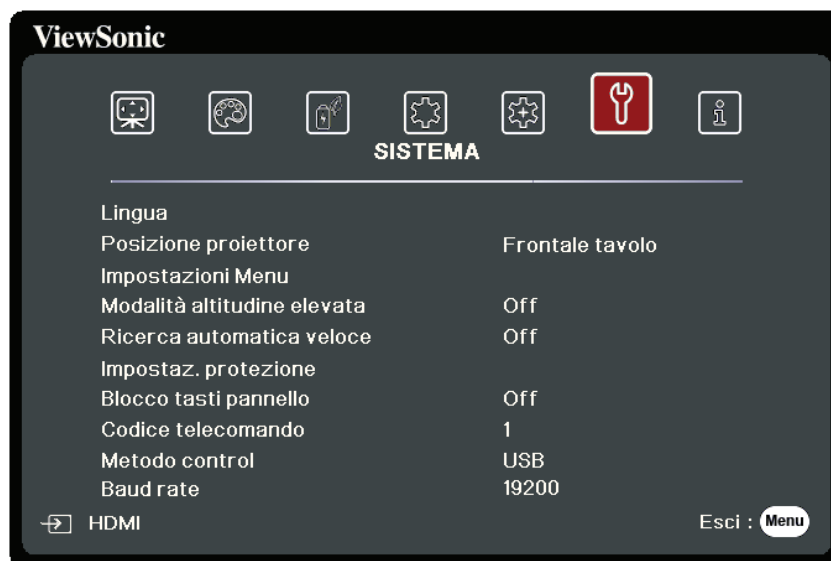 ViewSonic
SISTEMA
Lingua
Posizione proiettore Frontale tavolo
Impostazioni Menu
Modalità altitudine elevata Off
Ricerca automatica veloce Off
Impostaz. protezione
Blocco tasti pannello Off
Codice telecomando 1
Metodo control USB
Baud rate 19200
HDMI Esci : Menu